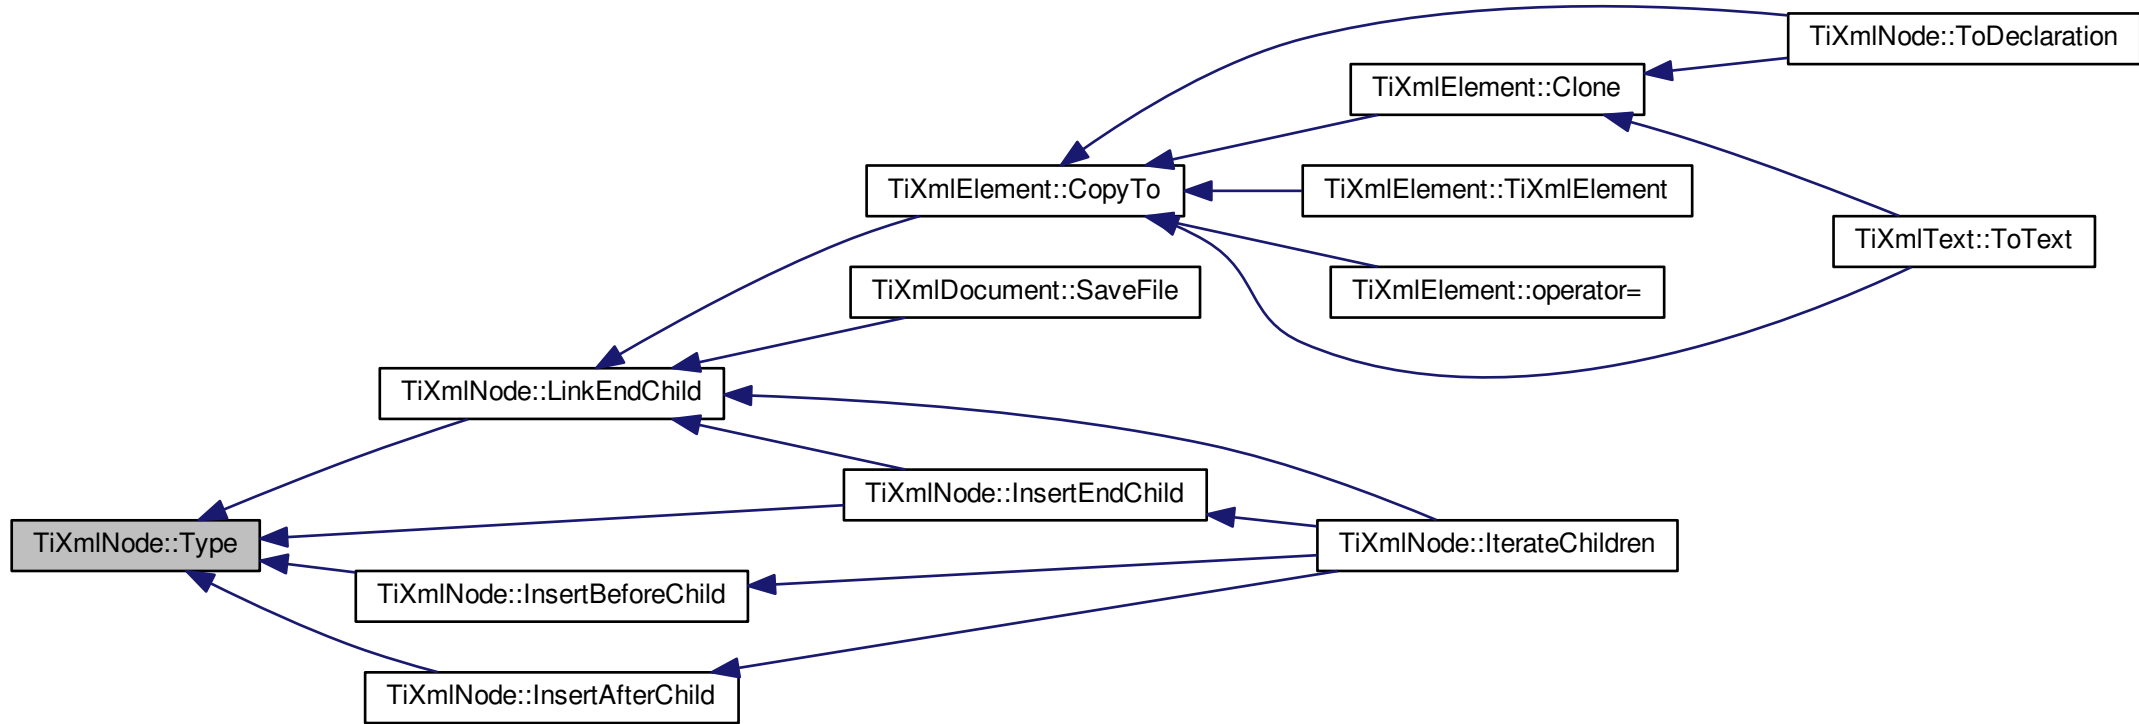 TiXmlNode::ToDeclaration
TiXmlElement::Clone
TiXmlElement::CopyTo
TiXmlElement::TiXmlElement
TiXmlText::ToText
TiXmlDocument::SaveFile
TiXmlElement::operator=
TiXmlNode::LinkEndChild
TiXmlNode::InsertEndChild
TiXmlNode::Type
TiXmlNode::IterateChildren
TiXmlNode::InsertBeforeChild
TiXmlNode::InsertAfterChild